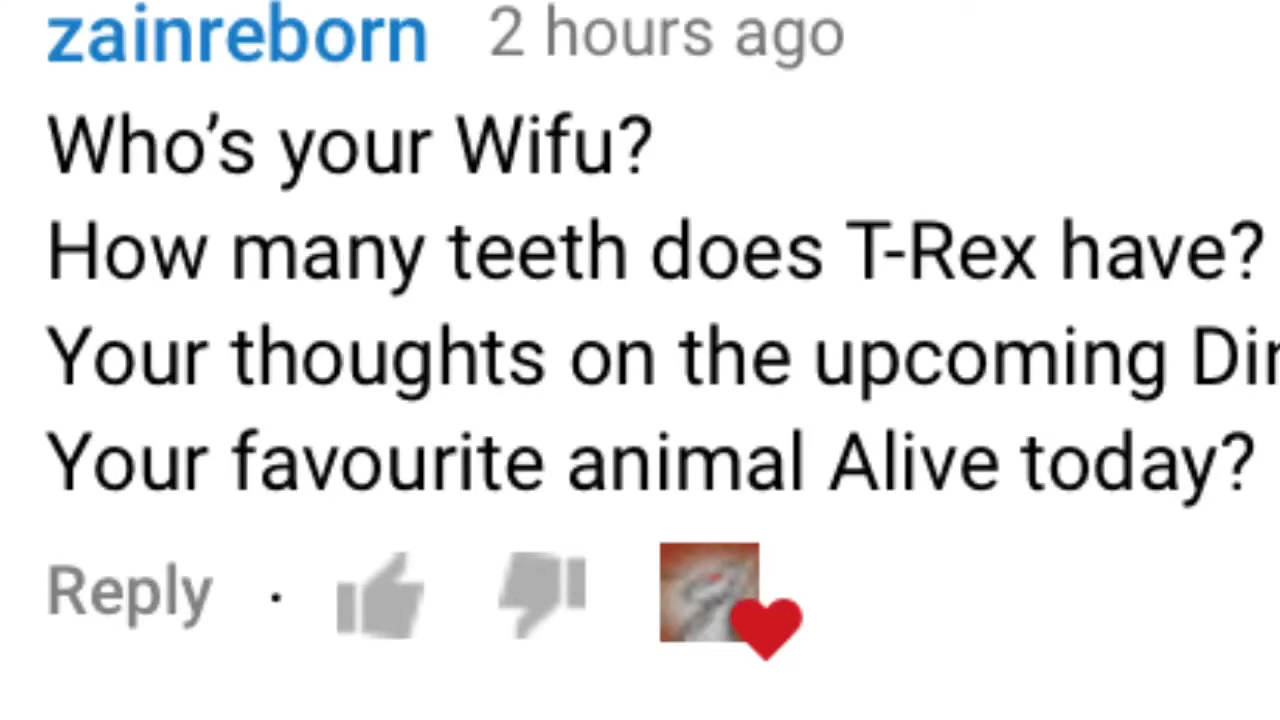 zainreborn 2 hours ago
Who's your Wifu?
How many teeth does T-Rex have?
Your thoughts on the upcoming
Your favourite animal Alive today?
Reply ·